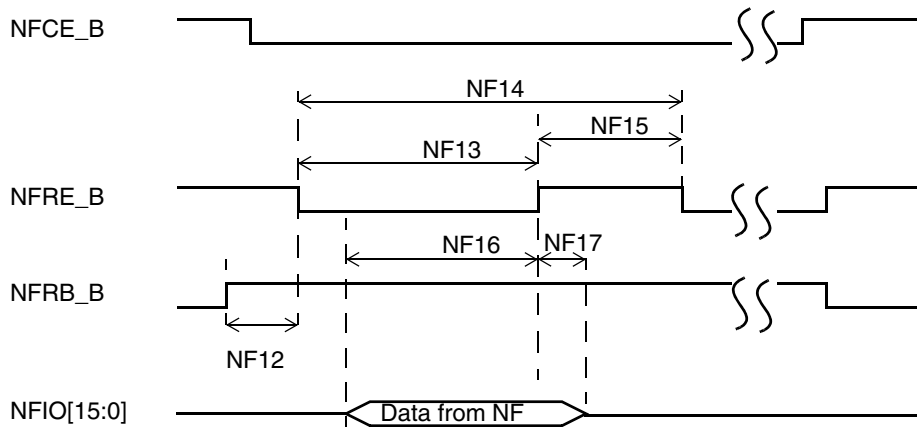 NFCE_B
NF14
NF15
NF13
NFRE_B
NF16
NF17
NFRB_B
NF12
NFIO[15:0]
Data from NF